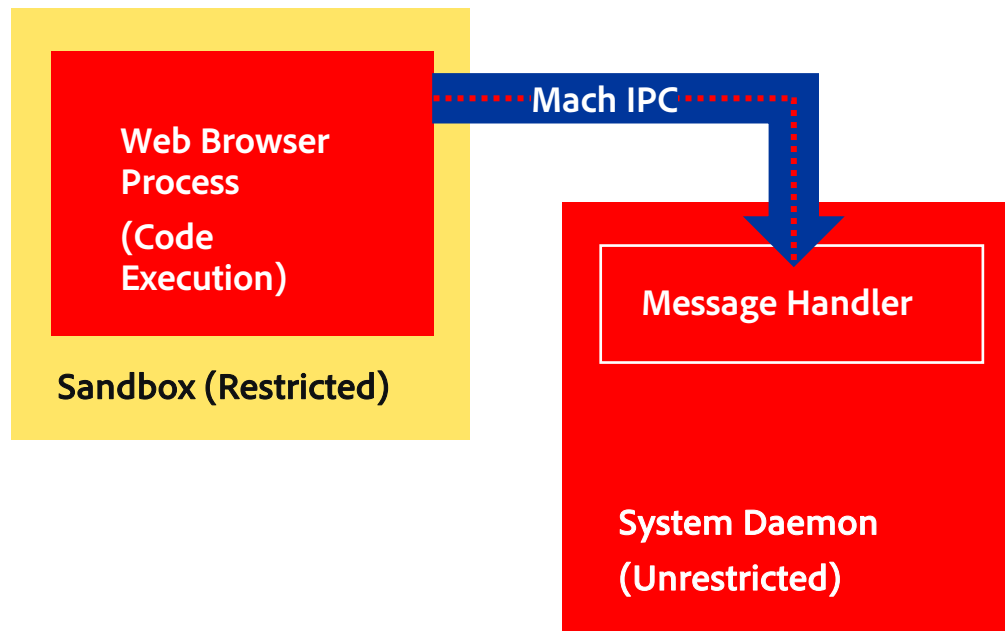 Mach IPC
Web Browser
Process
(Code
Execution)
Message Handler
Sandbox (Restricted)
System Daemon
(Unrestricted)